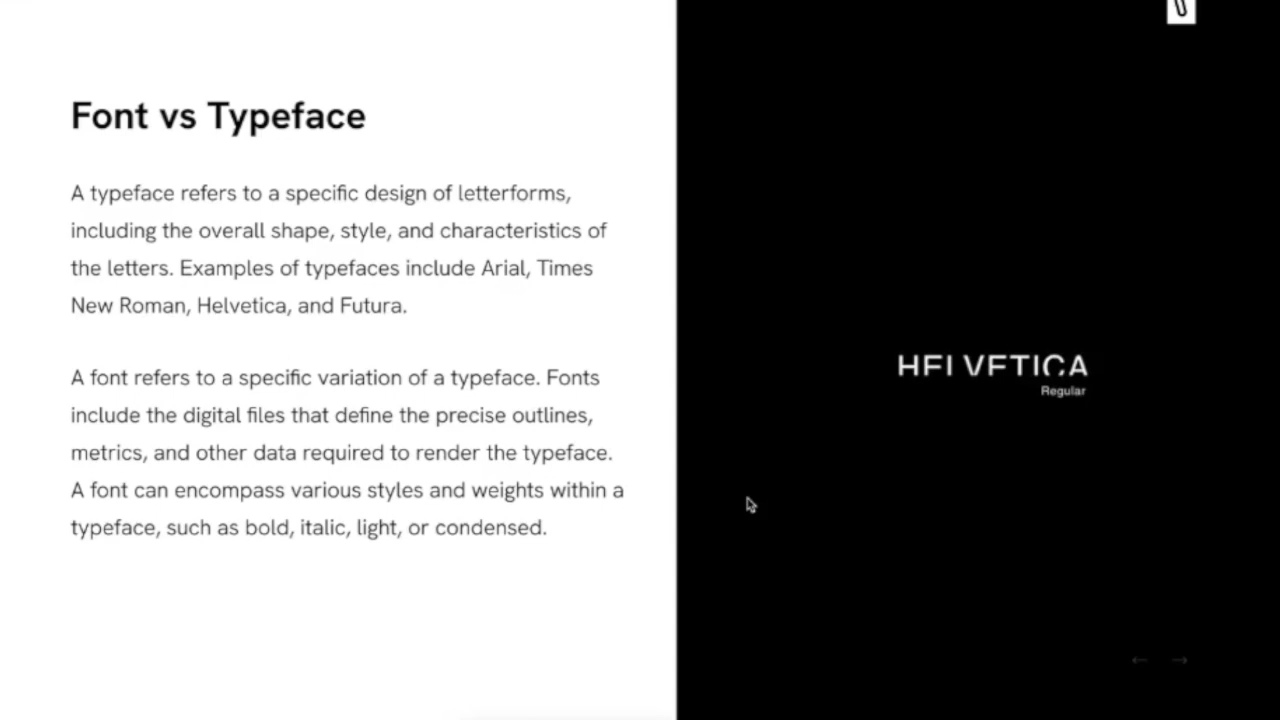 Font vs Typeface
A typeface refers to a specific design of letterforms,
including the overall shape, style, and characteristics of
the letters. Examples of typefaces include Arial, Times
New Roman, Helvetica, and Futura.
A font refers to a specific variation of a typeface. Fonts
include the digital files that define the precise outlines,
metrics, and other data required to render the typeface.
A font can encompass various styles and weights within a
typeface, such as bold, italic, light, or condensed.
HELVETICA
Regular